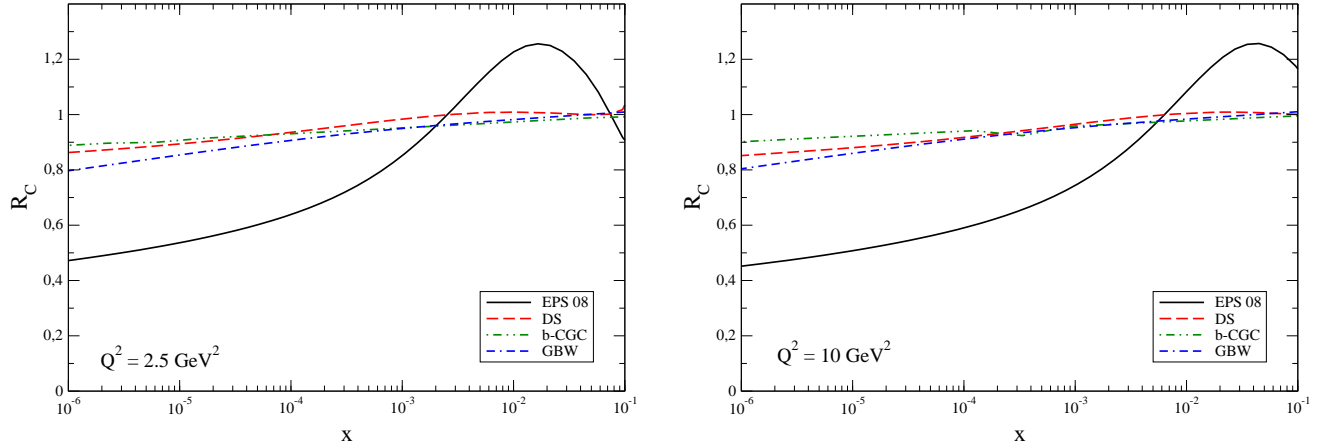 1,2
1
0,8
0,6
0,4
0,2
0
R_C
10^-6
10^-5
10^-4
10^-3
10^-2
10^-1
x
EPS 08
DS
b-CGC
GBW
Q^2 = 2.5 GeV^2
1,2
1
0,8
0,6
0,4
0,2
0
R_C
10^-6
10^-5
10^-4
10^-3
10^-2
10^-1
x
EPS 08
DS
b-CGC
GBW
Q^2 = 10 GeV^2